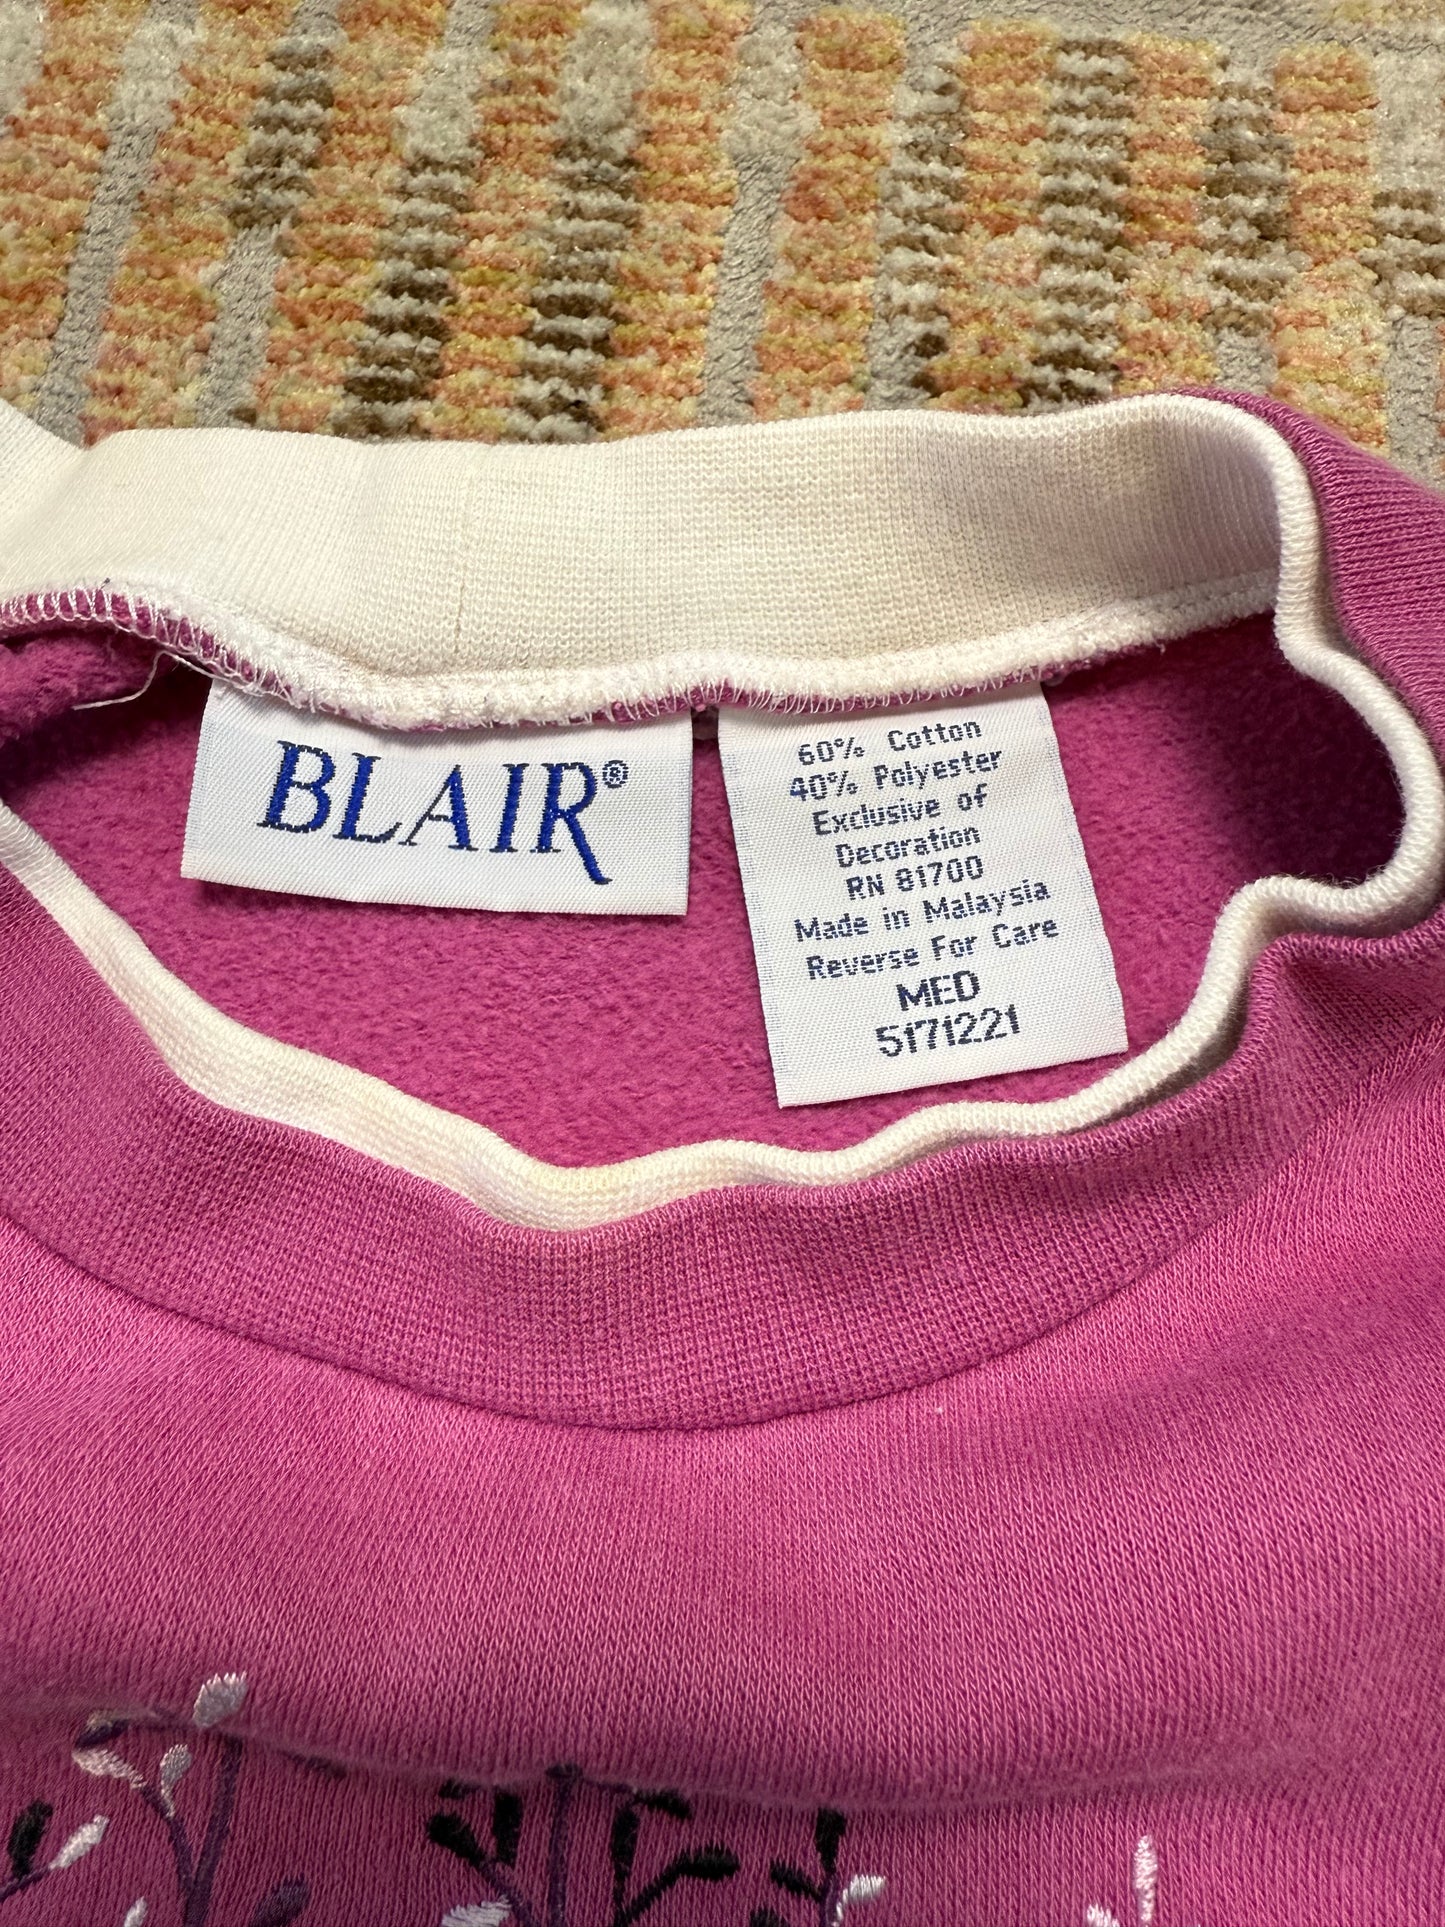 BLAIR®
60% Cotton
40% Polyester
Exclusive of
Decoration
RN 81700
Made in Malaysia
Reverse For Care
MED
5171221